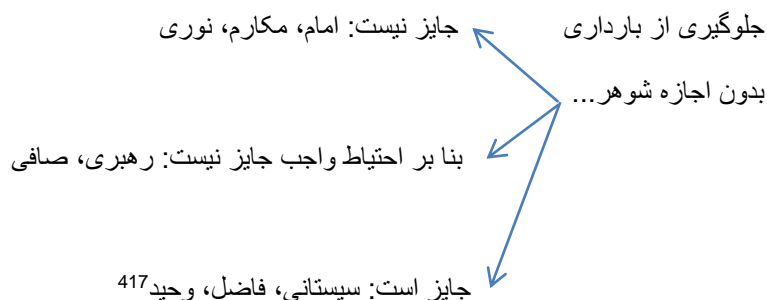 جلوگیری از بارداری
بدون اجازه شوهر...
جایز نیست: امام، مکارم، نوری
بنا بر احتیاط واجب جایز نیست: رهبری، صافی
جایز است: سیستانی، فاضل، وحید417